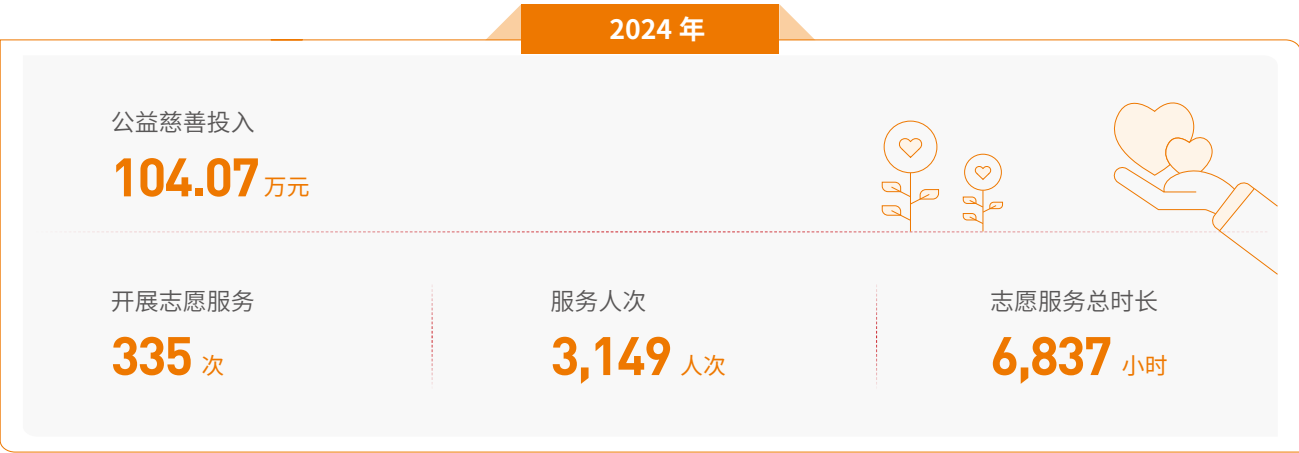 2024 年
公益慈善投入
104.07 万元
开展志愿服务
335 次
服务人次
3,149 人次
志愿服务总时长
6,837 小时